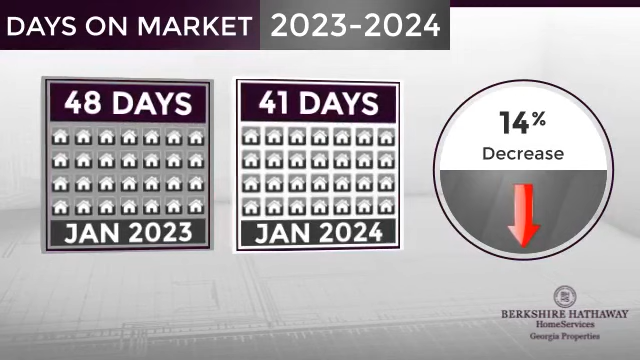 DAYS ON MARKET 2023-2024
48 DAYS
JAN 2023
41 DAYS
JAN 2024
14%
Decrease
BERKSHIRE HATHAWAY
HomeServices
Georgia Properties